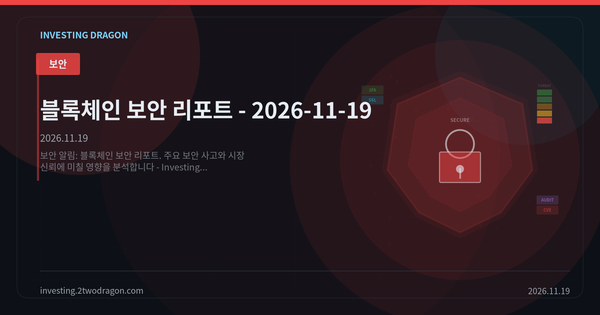 INVESTING DRAGON
보안
블록체인 보안 리포트 - 2026-11-19
2026.11.19
보안 알림: 블록체인 보안 리포트. 주요 보안 사고와 시장
신뢰에 미칠 영향을 분석합니다 - Investing...
SECURE
AUDIT
investing.2twodragon.com
2026.11.19